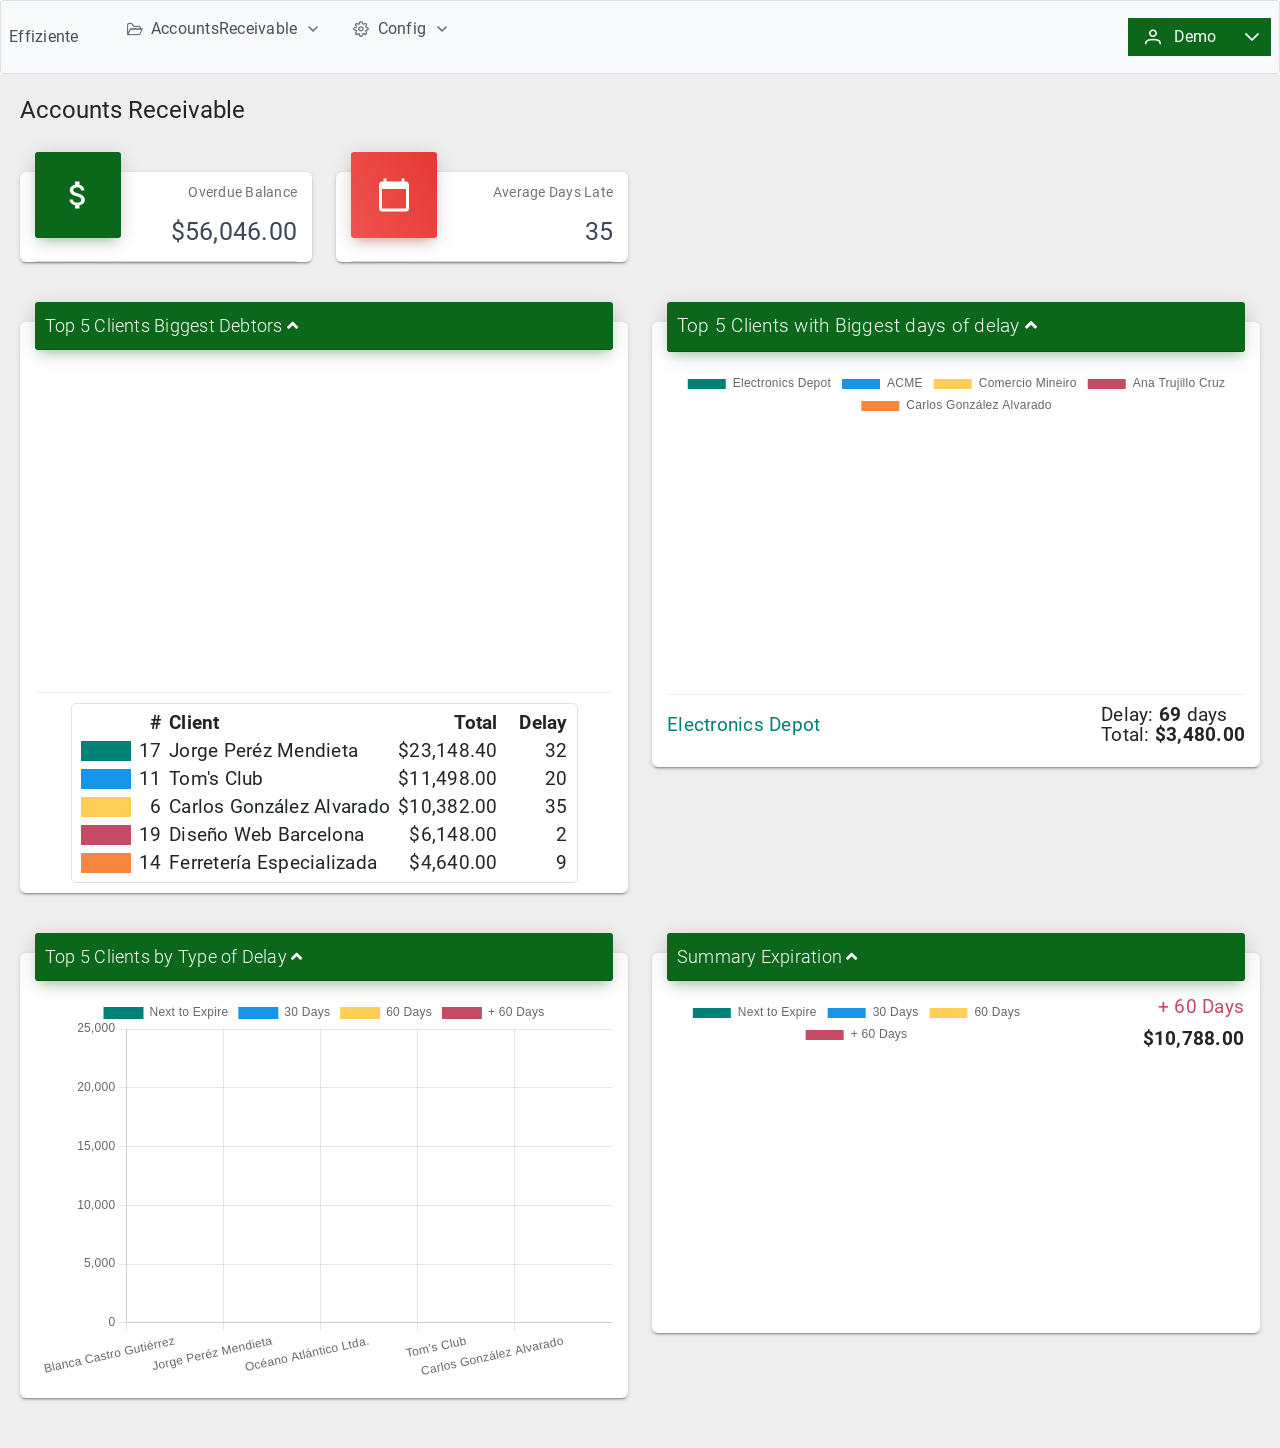 Effiziente
AccountsReceivable
Config
Demo
Accounts Receivable
Overdue Balance
$56,046.00
Average Days Late
35
Top 5 Clients Biggest Debtors
# Client Total Delay
17 Jorge Peréz Mendieta $23,148.40 32
11 Tom's Club $11,498.00 20
6 Carlos González Alvarado $10,382.00 35
19 Diseño Web Barcelona $6,148.00 2
14 Ferretería Especializada $4,640.00 9
Top 5 Clients with Biggest days of delay
Electronics Depot ACME Comercio Mineiro Ana Trujillo Cruz
Carlos González Alvarado
Electronics Depot
Delay: 69 days
Total: $3,480.00
Top 5 Clients by Type of Delay
Next to Expire 30 Days 60 Days + 60 Days
25,000
20,000
15,000
10,000
5,000
0
Blanca Castro Gutiérrez
Jorge Peréz Mendieta
Océano Atlántico Ltda.
Tom's Club
Carlos González Alvarado
Summary Expiration
Next to Expire 30 Days 60 Days
+ 60 Days
+ 60 Days
$10,788.00